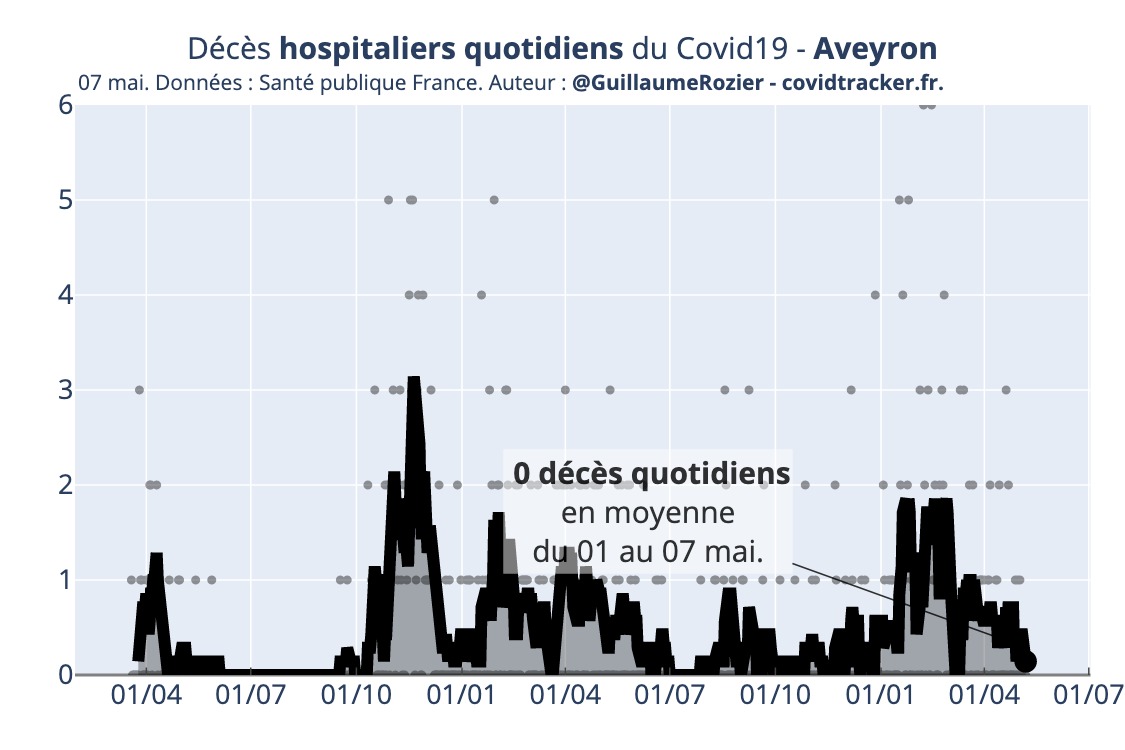 Décès hospitaliers quotidiens du Covid19 - Aveyron
07 mai. Données : Santé publique France. Auteur : @GuillaumeRozier - covidtracker.fr.
6
5
4
3
2
1
0
0 décès quotidiens
en moyenne
du 01 au 07 mai.
01/04 01/07 01/10 01/01 01/04 01/07 01/10 01/01 01/04 01/07